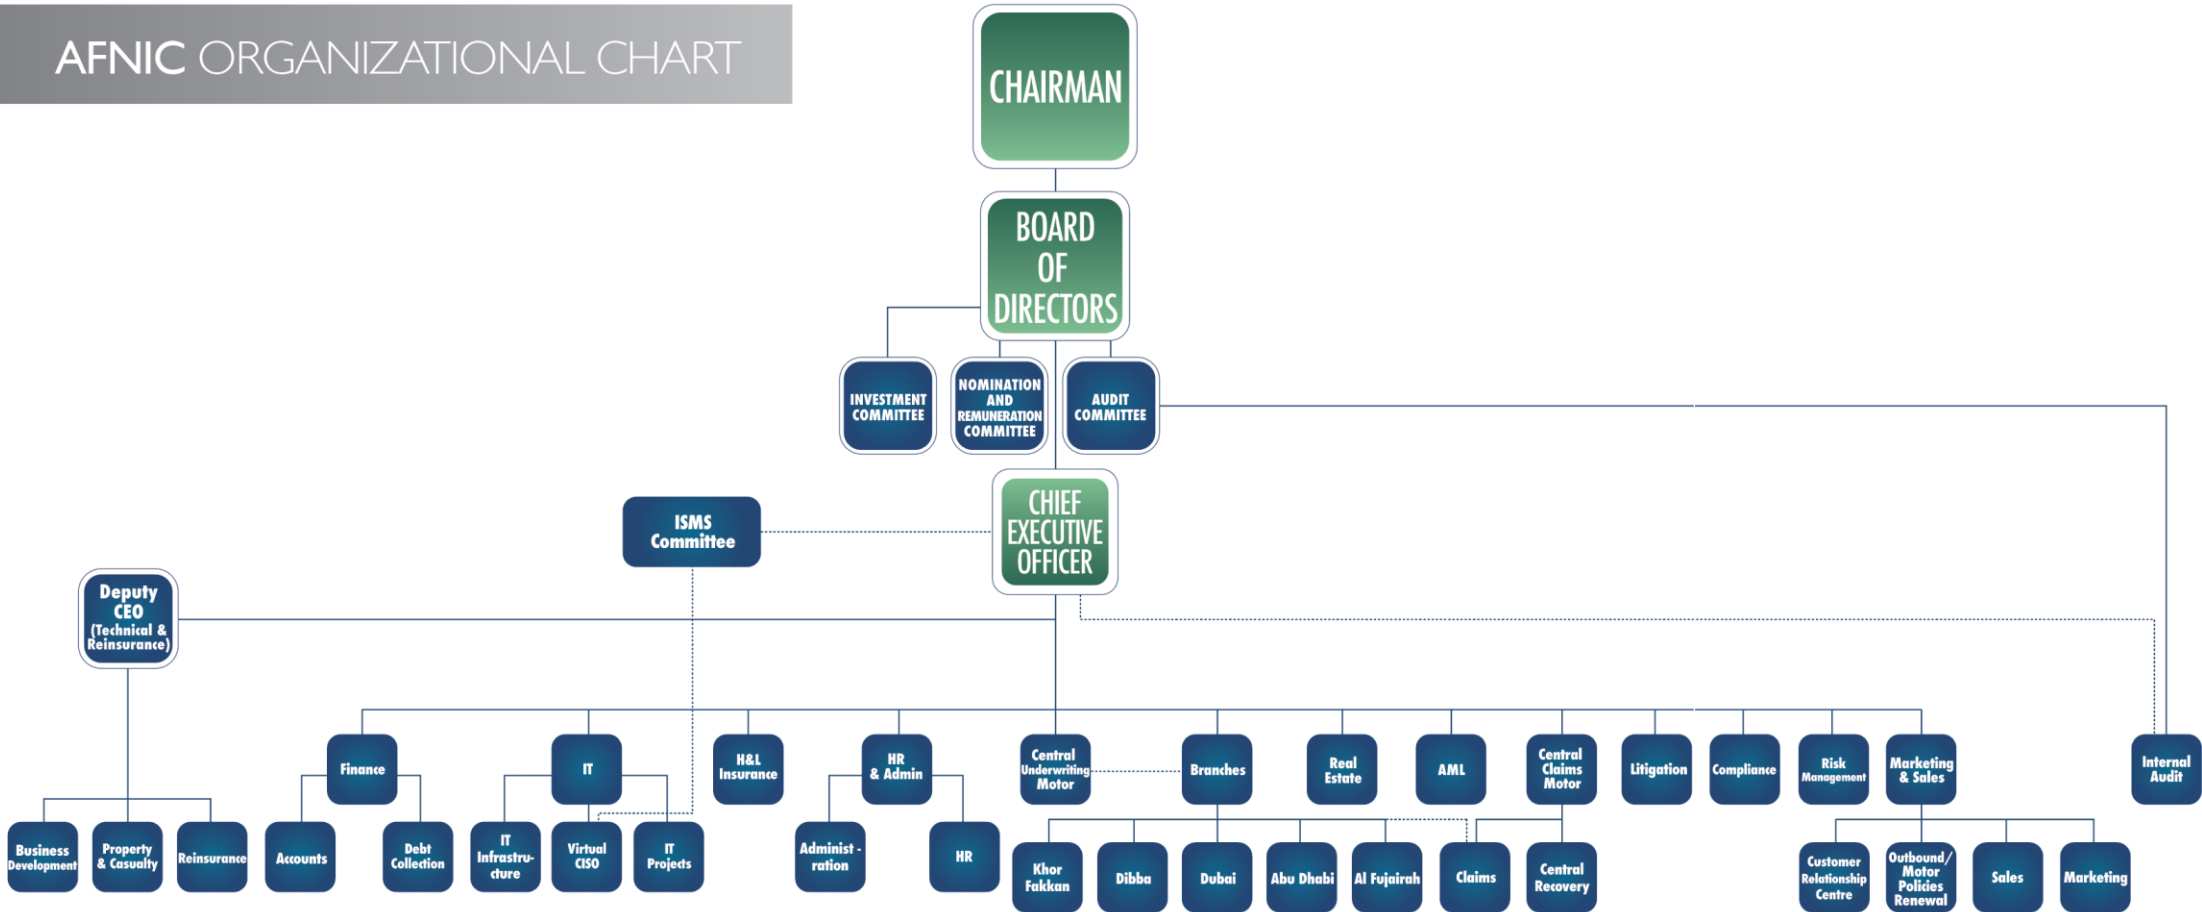 AFNIC ORGANIZATIONAL CHART
CHAIRMAN
BOARD
OF
DIRECTORS
INVESTMENT
COMMITTEE
NOMINATION
AND
REMUNERATION
COMMITTEE
AUDIT
COMMITTEE
CHIEF
EXECUTIVE
OFFICER
ISMS
Committee
Deputy
CEO
(Technical &
Reinsurance)
Finance
IT
H&L
Insurance
HR
& Admin
Central
Underwriting
Motor
Branches
Real
Estate
AML
Central
Claims
Motor
Litigation
Compliance
Risk
Management
Marketing
& Sales
Internal
Audit
Business
Development
Property
& Casualty
Reinsurance
Accounts
Debt
Collection
IT
Infrastru-
cture
Virtual
CISO
IT
Projects
Administ -
ration
HR
Khor
Fakkan
Dibba
Dubai
Abu Dhabi
Al Fujairah
Claims
Central
Recovery
Customer
Relationship
Centre
Outbound/
Motor
Policies
Renewal
Sales
Marketing